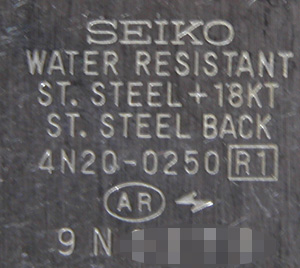 SEIKO
WATER RESISTANT
ST. STEEL + 18KT
ST. STEEL BACK
4N20-0250 R1
AR
9 N